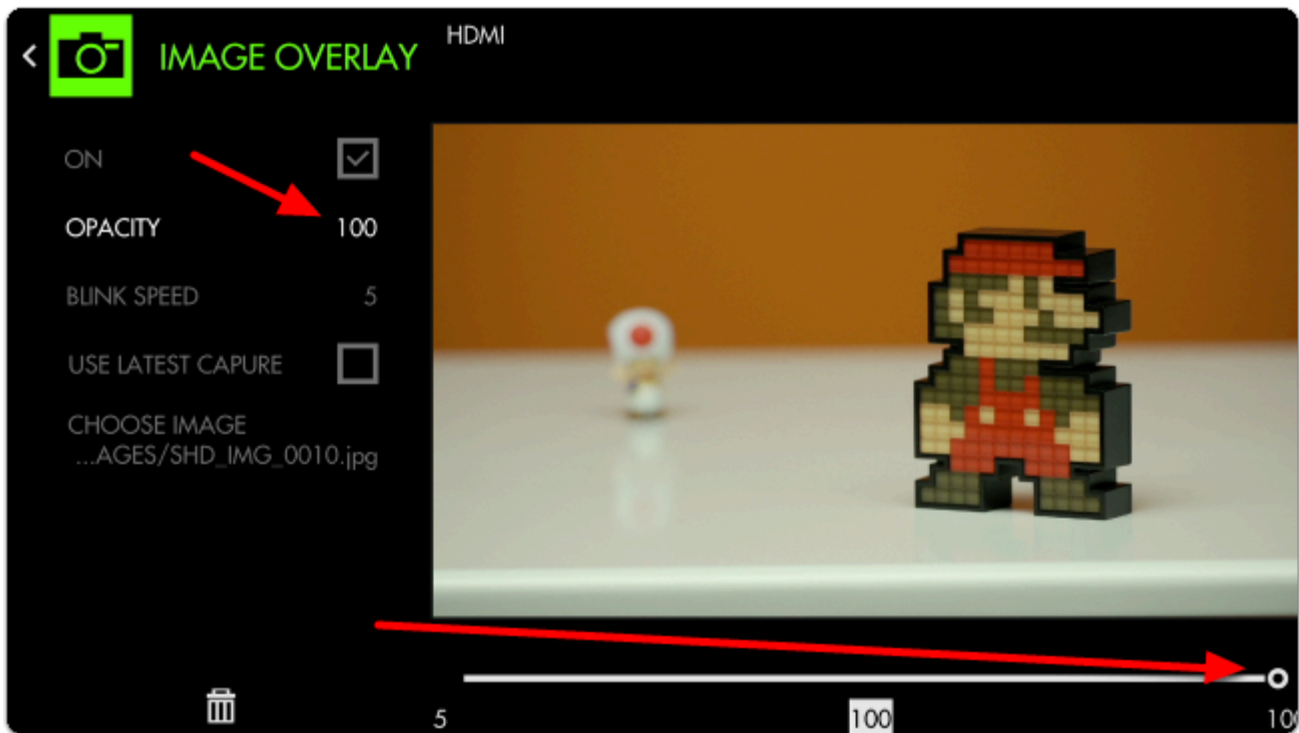 IMAGE OVERLAY
HDMI
ON
OPACITY 100
BLINK SPEED 5
USE LATEST CAPURE
CHOOSE IMAGE
...AGES/SHD_IMG_0010.jpg
5 100 100